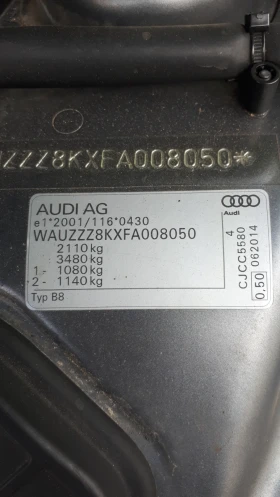 UZZZ8KXFA008050*
AUDI AG
e1*2001/116*0430
WAUZZZ8KXFA008050
2110kg
3480kg
1- 1080kg
2- 1140kg
Typ B8
Audi
4
CJCC5580
0,50 062014